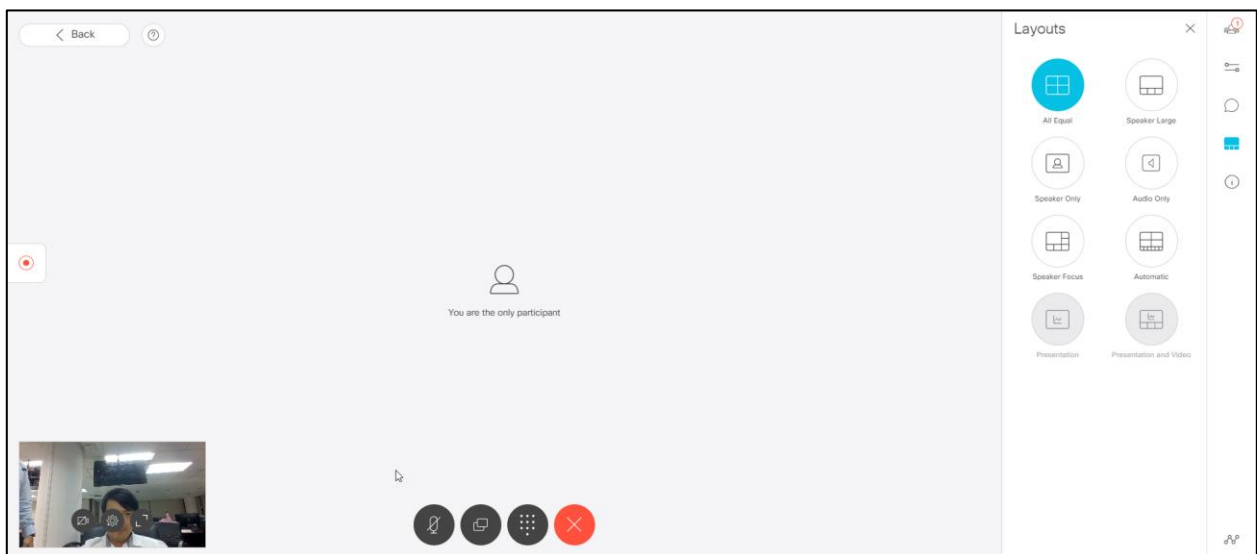 Back
Layouts
1
All Equal
Speaker Large
Speaker Only
Audio Only
Speaker Focus
Automatic
You are the only participant
Presentation
Presentation and Video